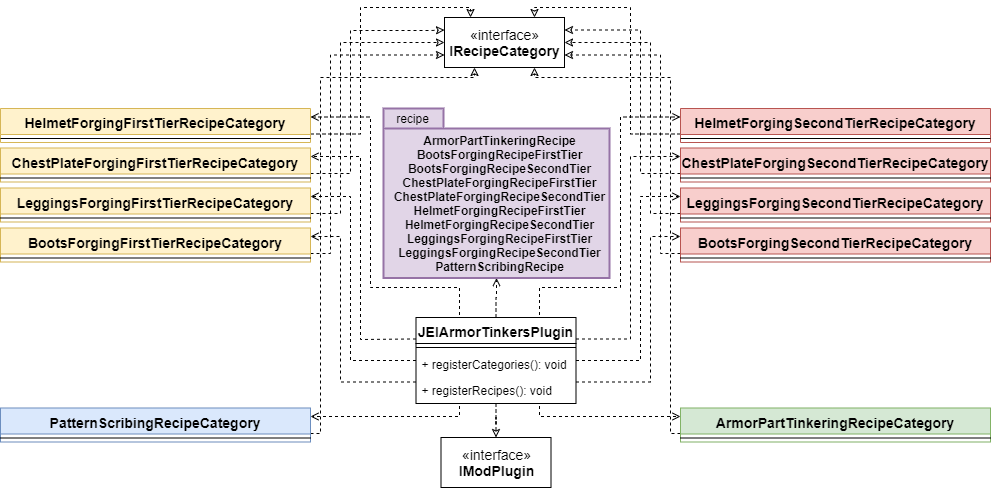 «interface»
IRecipeCategory
HelmetForgingFirstTierRecipeCategory
ChestPlateForgingFirstTierRecipeCategory
LeggingsForgingFirstTierRecipeCategory
BootsForgingFirstTierRecipeCategory
recipe
ArmorPartTinkeringRecipe
BootsForgingRecipeFirstTier
BootsForgingRecipeSecondTier
ChestPlateForgingRecipeFirstTier
ChestPlateForgingRecipeSecondTier
HelmetForgingRecipeFirstTier
HelmetForgingRecipeSecondTier
LeggingsForgingRecipeFirstTier
LeggingsForgingRecipeSecondTier
PatternScribingRecipe
HelmetForgingSecondTierRecipeCategory
ChestPlateForgingSecondTierRecipeCategory
LeggingsForgingSecondTierRecipeCategory
BootsForgingSecondTierRecipeCategory
JEIArmorTinkersPlugin
+ registerCategories(): void
+ registerRecipes(): void
PatternScribingRecipeCategory
ArmorPartTinkeringRecipeCategory
«interface»
IModPlugin